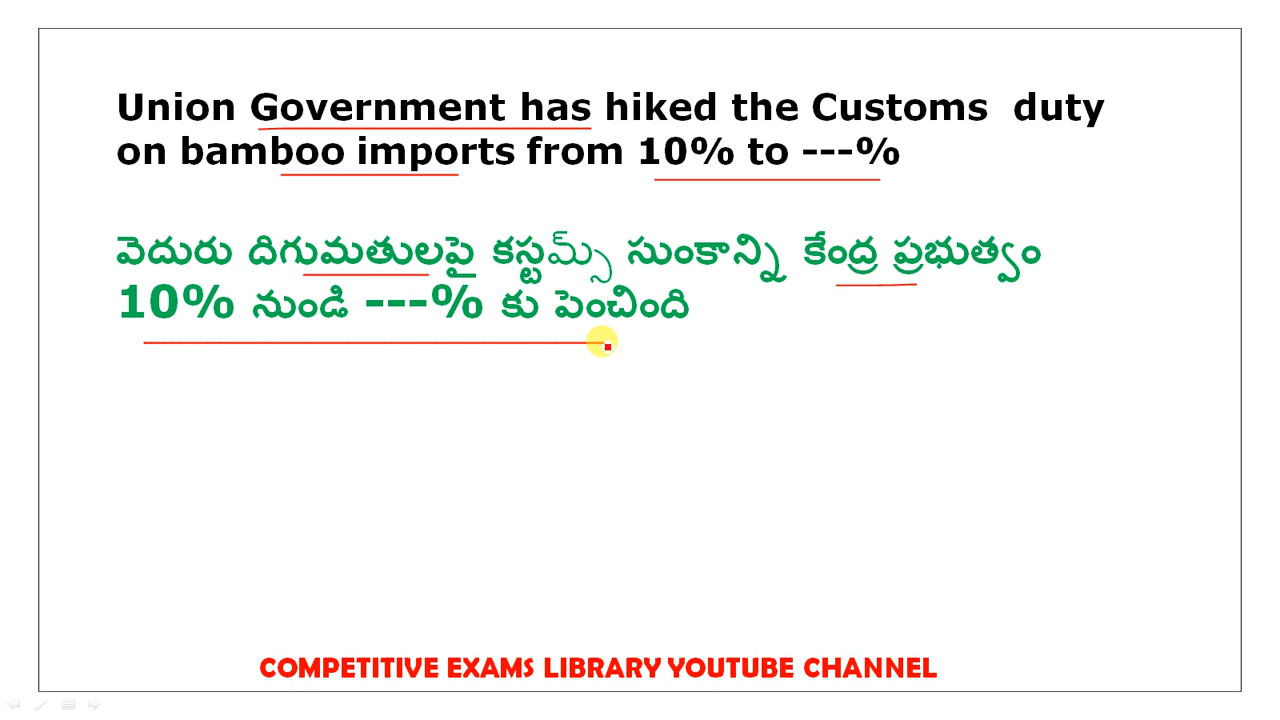 Union Government has hiked the Customs duty
on bamboo imports from 10% to ---%
వెదురు దిగుమతులపై కస్టమ్స్ సుంకాన్ని కేంద్ర ప్రభుత్వం
10% నుండి ---% కు పెంచింది
COMPETITIVE EXAMS LIBRARY YOUTUBE CHANNEL